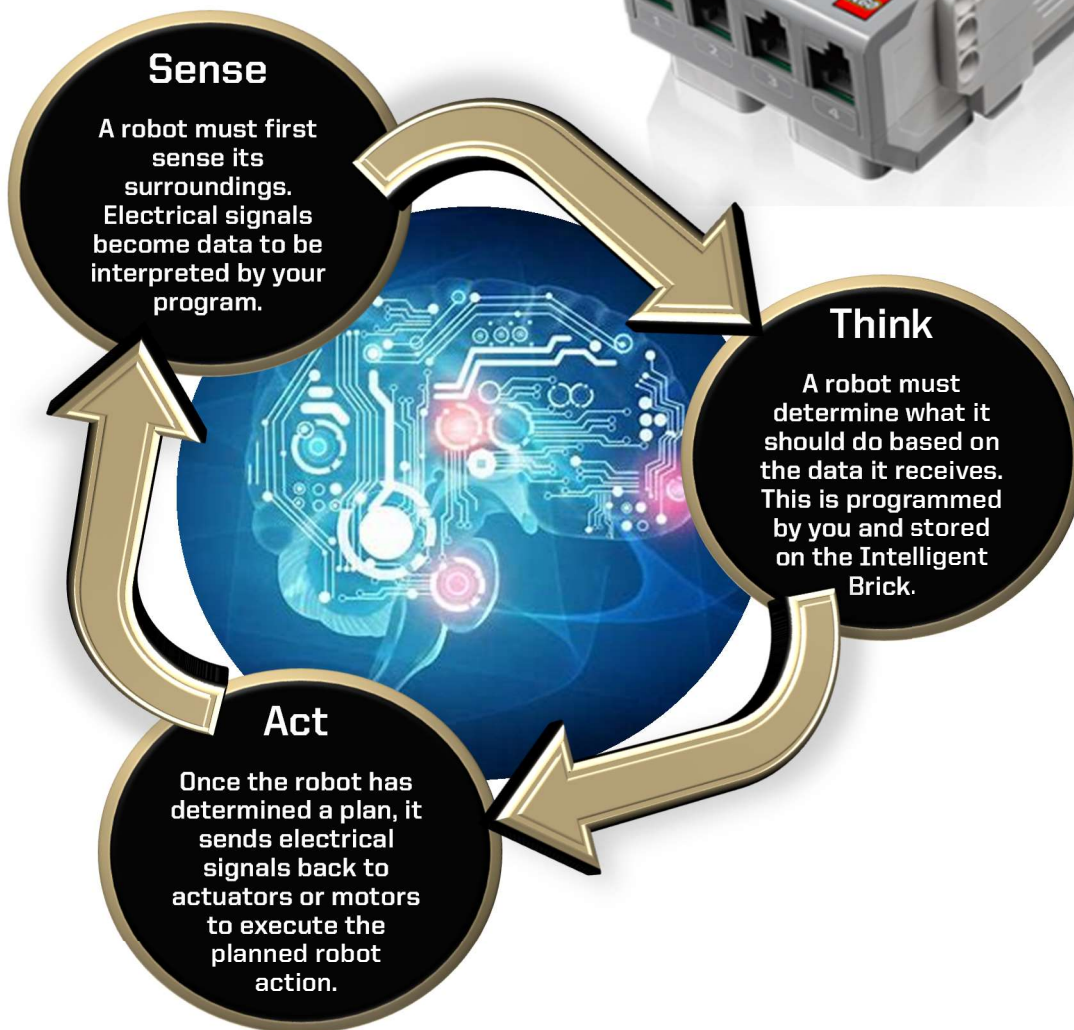 Sense
A robot must first
sense its
surroundings.
Electrical signals
become data to be
interpreted by your
program.
Think
A robot must
determine what it
should do based on
the data it receives.
This is programmed
by you and stored
on the Intelligent
Brick.
Act
Once the robot has
determined a plan, it
sends electrical
signals back to
actuators or motors
to execute the
planned robot
action.
2
3
4